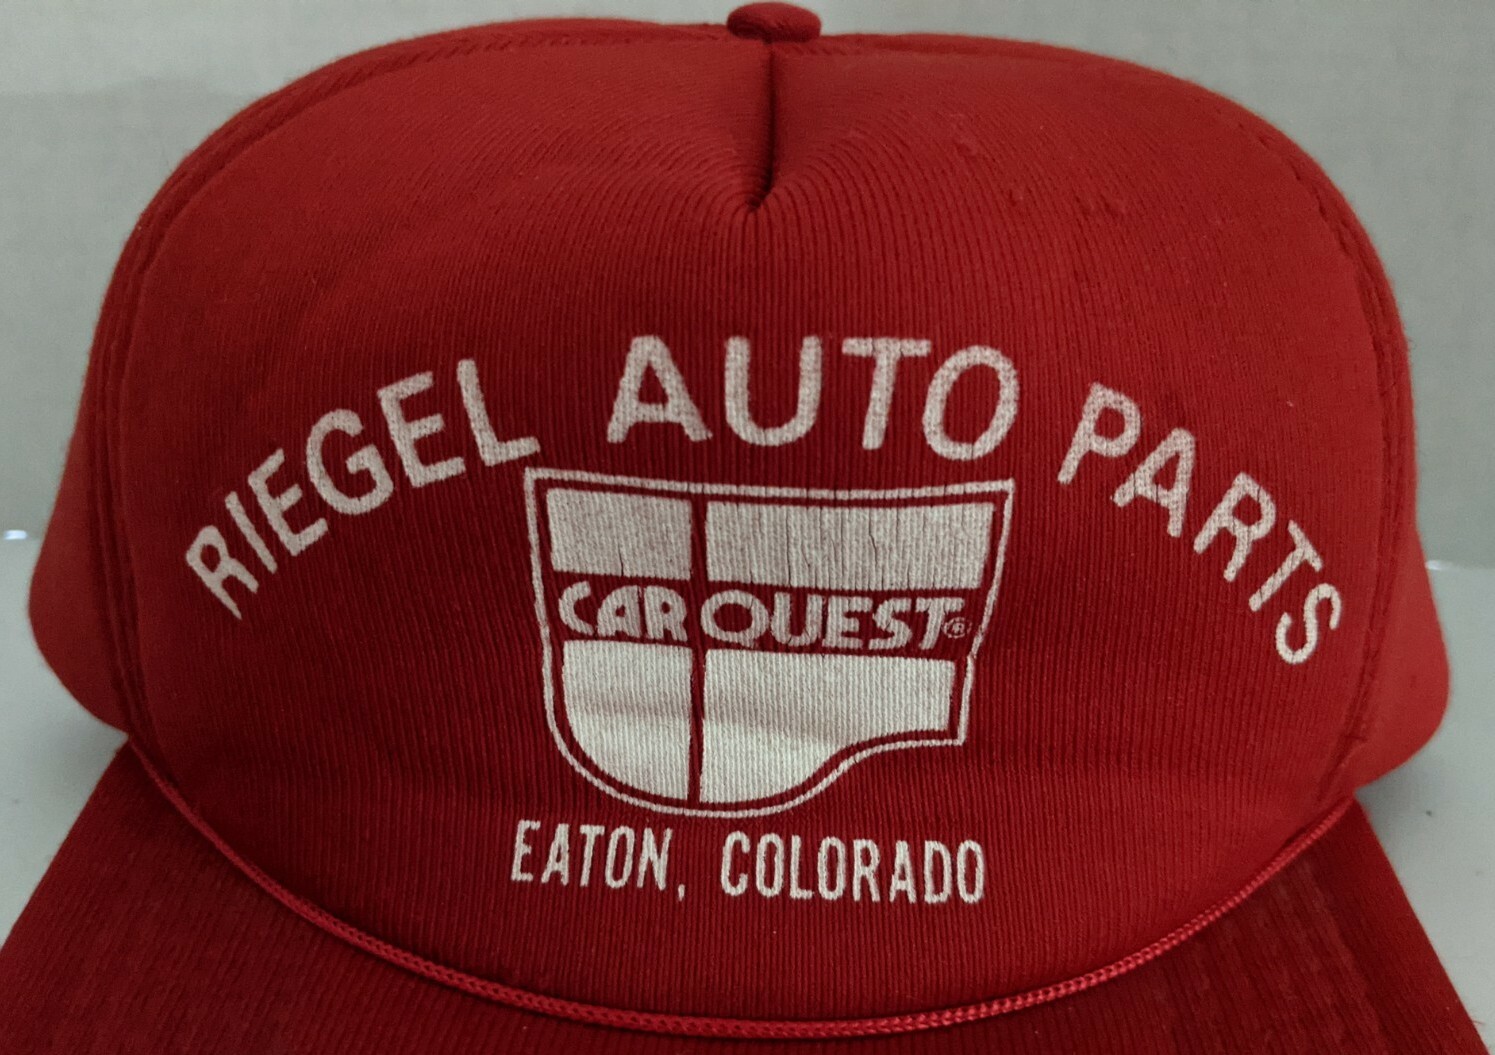 RIEGEL AUTO PARTS
CARQUEST®
EATON, COLORADO